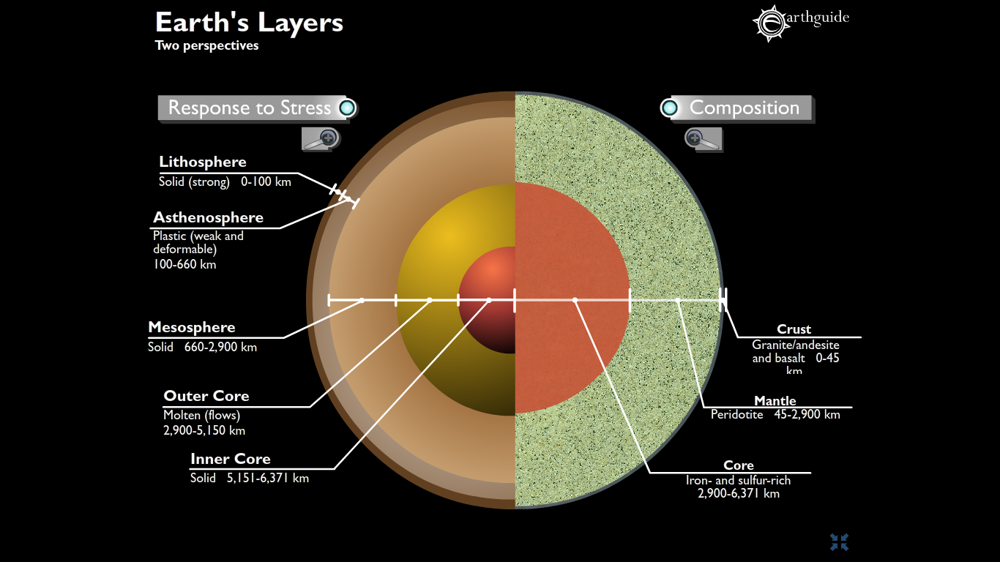 Earth's Layers
Two perspectives
earthguide
Response to Stress
Composition
Lithosphere
Solid (strong) 0-100 km
Asthenosphere
Plastic (weak and
deformable)
100-660 km
Mesosphere
Solid 660-2,900 km
Outer Core
Molten (flows)
2,900-5,150 km
Inner Core
Solid 5,151-6,371 km
Crust
Granite/andesite
and basalt 0-45
km
Mantle
Peridotite 45-2,900 km
Core
Iron- and sulfur-rich
2,900-6,371 km